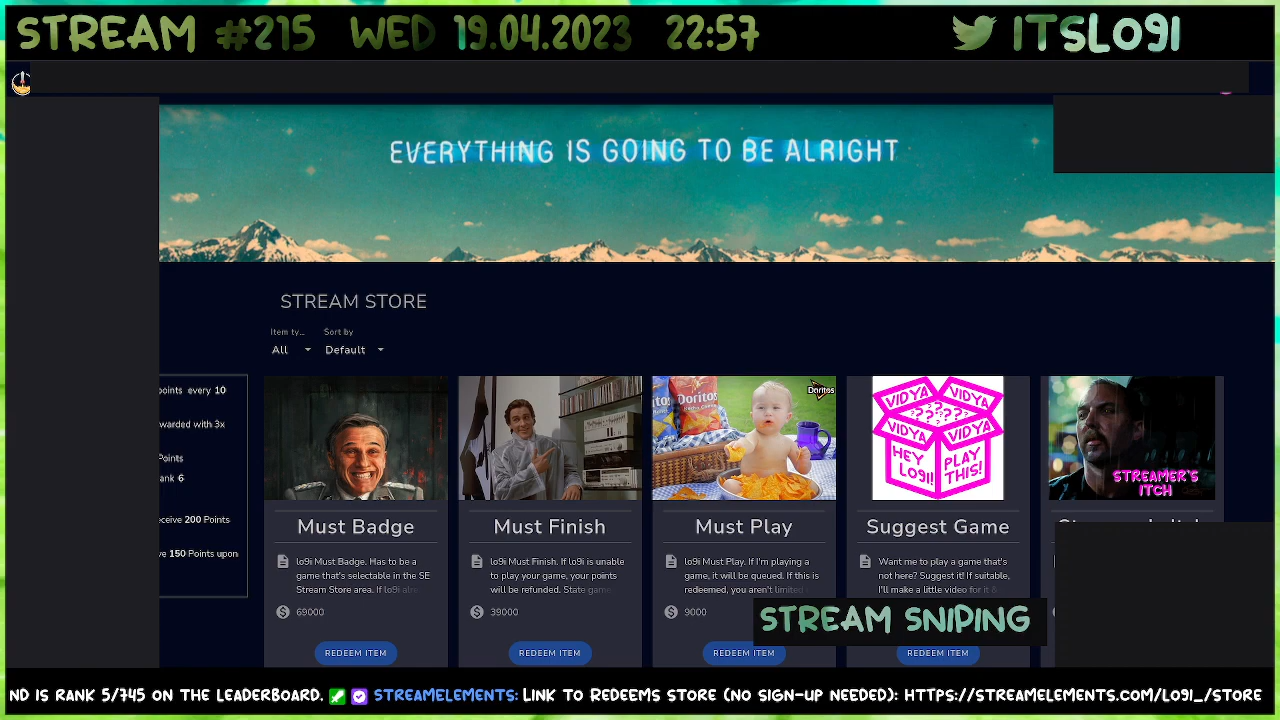 STREAM #215 WED 19.04.2023 22:57 ITSLO9I
EVERYTHING IS GOING TO BE ALRIGHT
STREAM STORE
Item ty... Sort by
All Default
points every 10
warded with 3x
Points
ank 6
eceive 200 Points
ve 150 Points upon
Doritos
Doritos
VIDYA VIDYA
??????
VIDYA VIDYA
HEY LO9I!
PLAY THIS!
STREAMER'S
ITCH
Must Badge
lo9i Must Badge. Has to be a
game that's selectable in the SE
Stream Store area. If lo9i alre
69000
REDEEM ITEM
Must Finish
lo9i Must Finish. If lo9i is unable
to play your game, your points
will be refunded. State game,
39000
REDEEM ITEM
Must Play
lo9i Must Play. If I'm playing a
game, it will be queued. If this is
redeemed, you aren't limited
9000
REDEEM ITEM
Suggest Game
Want me to play a game that's
not here? Suggest it! If suitable,
I'll make a little video for it &
REDEEM ITEM
STREAM SNIPING
ND IS RANK 5/745 ON THE LEADERBOARD. STREAMELEMENTS: LINK TO REDEEMS STORE (NO SIGN-UP NEEDED): HTTPS://STREAMELEMENTS.COM/LO9I_/STORE